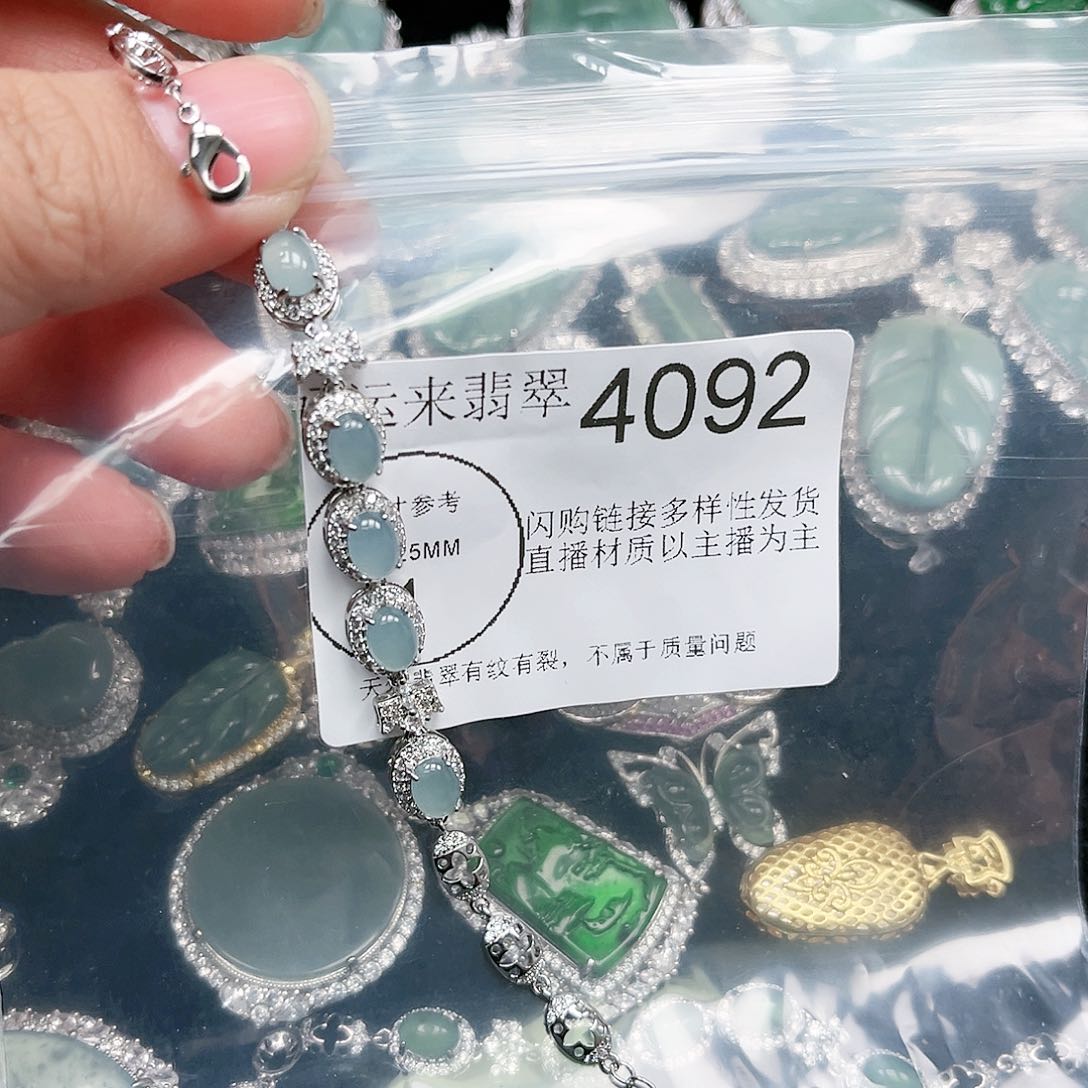 运来翡翠 4092
寸参考
5MM
闪购链接多样性发货
直播材质以主播为主
天然翡翠有纹有裂，不属于质量问题